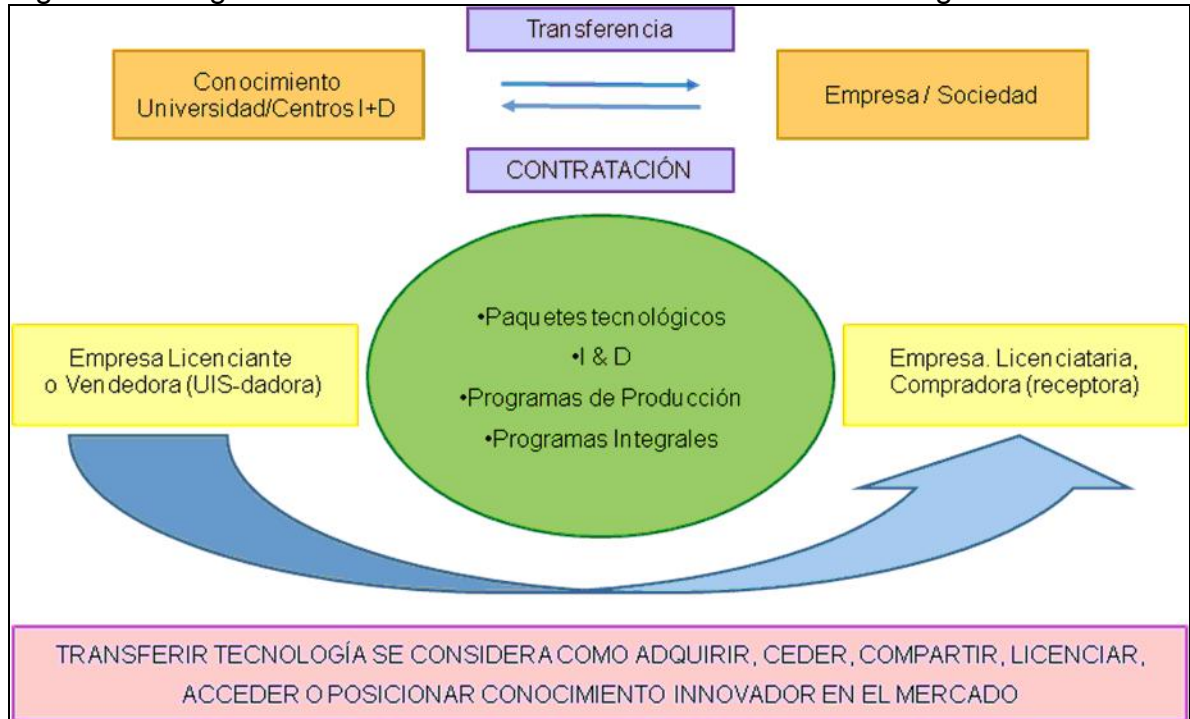 Transferencia
Conocimiento
Universidad/Centros I+D
Empresa / Sociedad
CONTRATACIÓN
•Paquetes tecnológicos
•I & D
•Programas de Producción
•Programas Integrales
Empresa Licenciante
o Vendedora (UIS-dadora)
Empresa. Licenciataria,
Compradora (receptora)
TRANSFERIR TECNOLOGÍA SE CONSIDERA COMO ADQUIRIR, CEDER, COMPARTIR, LICENCIAR,
ACCEDER O POSICIONAR CONOCIMIENTO INNOVADOR EN EL MERCADO